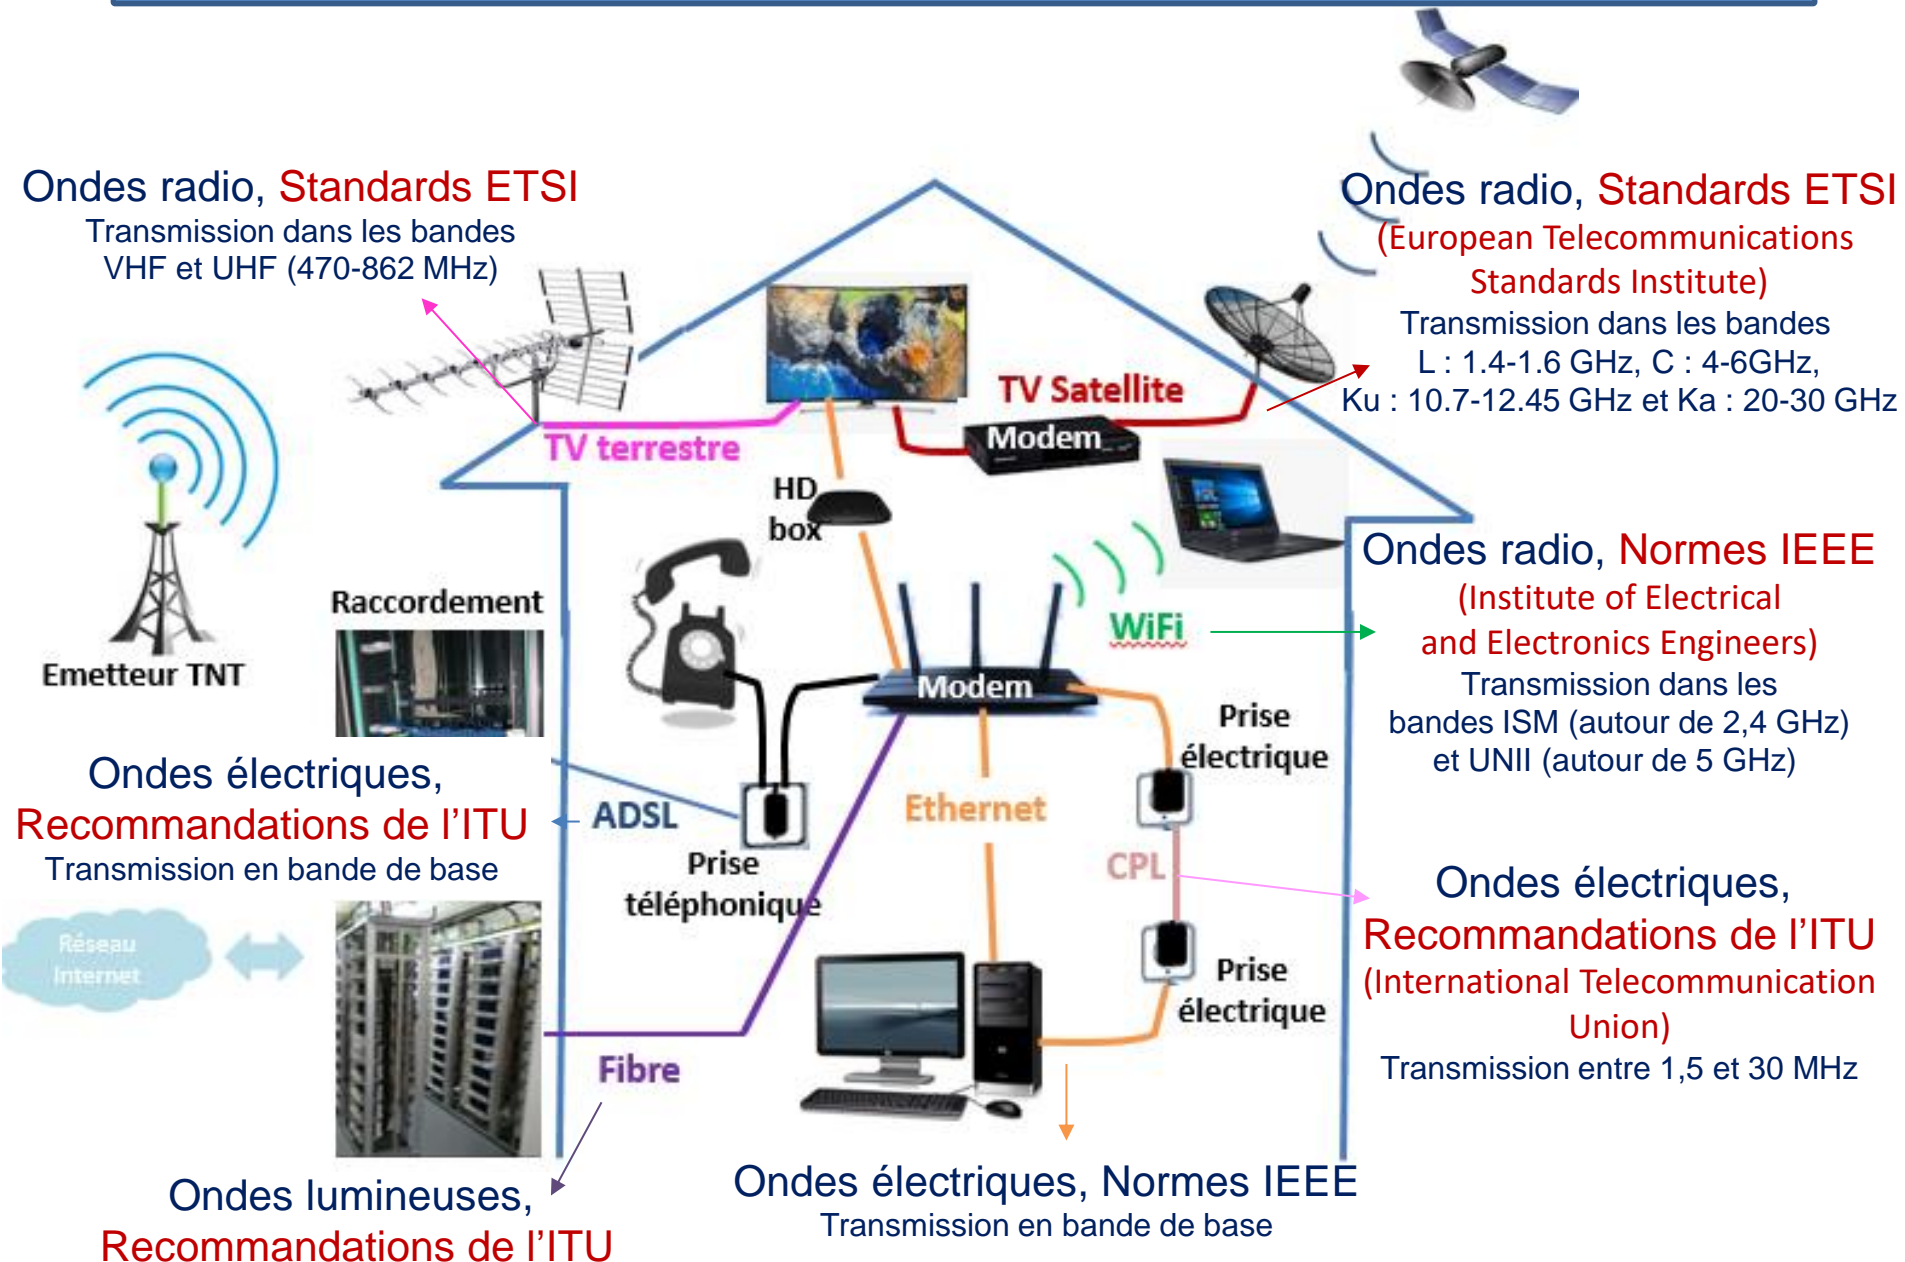 Ondes radio, Standards ETSI
Transmission dans les bandes
VHF et UHF (470-862 MHz)
Ondes radio, Standards ETSI
(European Telecommunications
Standards Institute)
Transmission dans les bandes
L : 1.4-1.6 GHz, C : 4-6GHz,
Ku : 10.7-12.45 GHz et Ka : 20-30 GHz
TV Satellite
Modem
TV terrestre
HD
box
Emetteur TNT
Raccordement
WiFi
Modem
Ondes radio, Normes IEEE
(Institute of Electrical
and Electronics Engineers)
Transmission dans les
bandes ISM (autour de 2,4 GHz)
et UNII (autour de 5 GHz)
Prise
électrique
Ondes électriques,
Recommandations de l’ITU
Transmission en bande de base
ADSL
Prise
téléphonique
Ethernet
CPL
Ondes électriques,
Recommandations de l’ITU
(International Telecommunication
Union)
Transmission entre 1,5 et 30 MHz
Réseau
Internet
Prise
électrique
Fibre
Ondes lumineuses,
Recommandations de l’ITU
Ondes électriques, Normes IEEE
Transmission en bande de base